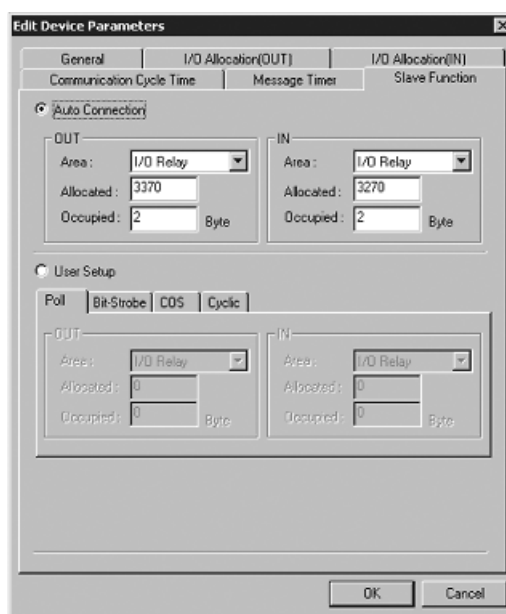 Edit Device Parameters
General
I/O Allocation(OUT)
I/O Allocation(IN)
Communication Cycle Time
Message Timer
Slave Function
Auto Connection
OUT
IN
Area :
I/O Relay
Area :
I/O Relay
Allocated :
3370
Allocated :
3270
Occupied :
2
Byte
Occupied :
2
Byte
User Setup
Poll
Bit-Strobe
COS
Cyclic
OUT
IN
Area :
I/O Relay
Area :
I/O Relay
Allocated :
0
Allocated :
0
Occupied :
0
Byte
Occupied :
0
Byte
OK
Cancel